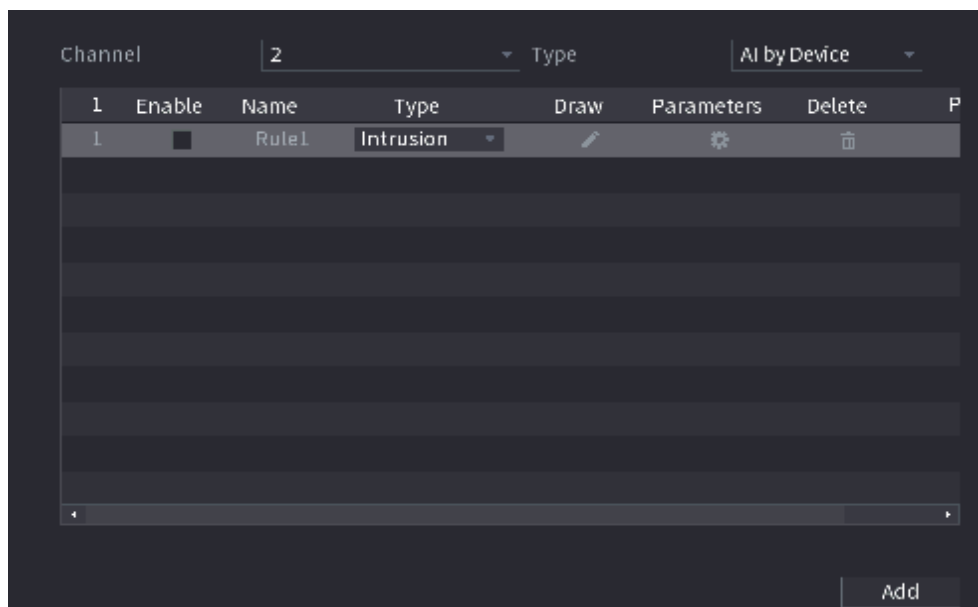 Channel 2 Type AI by Device
1 Enable Name Type Draw Parameters Delete P
1 Rule1 Intrusion
Add